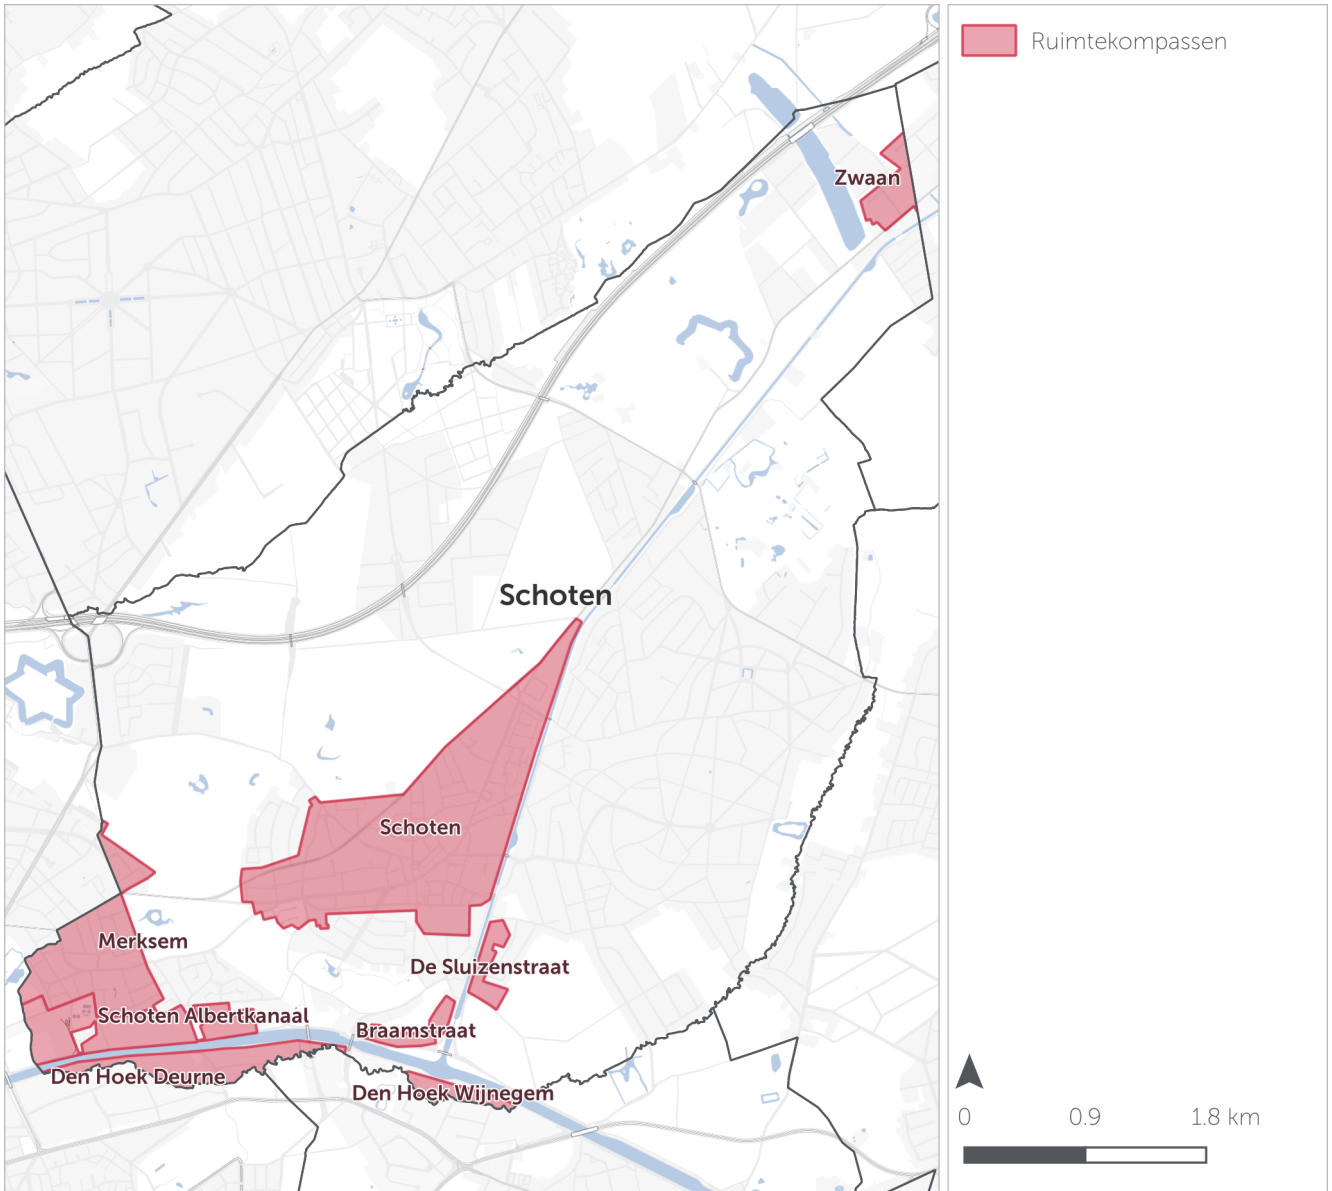 Ruimtekompassen
Zwaan
Schoten
Schoten
Merksem
De Sluizenstraat
Schoten Albertkanaal
Braamstraat
Den Hoek Deurne
Den Hoek Wijnegem
0 0.9 1.8 km